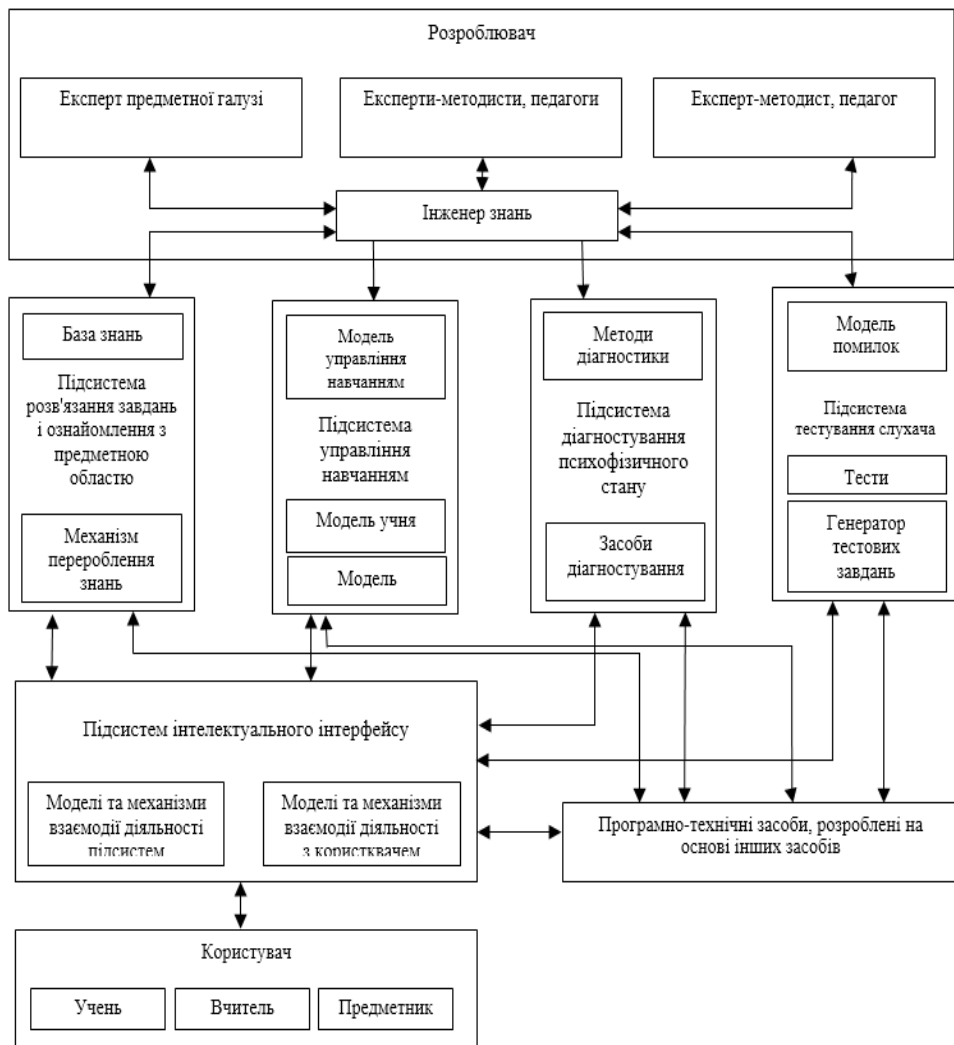 Розроблювач
Експерт предметної галузі
Експерти-методисти, педагоги
Експерт-методист, педагог
Інженер знань
База знань
Підсистема
розв'язання завдань
і ознайомлення з
предметною
областю
Механізм
перероблення
знань
Модель
управління
навчанням
Підсистема
управління
навчанням
Модель учня
Модель
Методи
діагностики
Підсистема
діагностування
психофізичного
стану
Засоби
діагностування
Модель
помилок
Підсистема
тестування слухача
Тести
Генератор
тестових
завдань
Підсистем інтелектуального інтерфейсу
Моделі та механізми
взаємодії діяльності
підсистем
Моделі та механізми
взаємодії діяльності
з користквачем
Програмно-технічні засоби, розроблені на
основі інших засобів
Користувач
Учень
Вчитель
Предметник